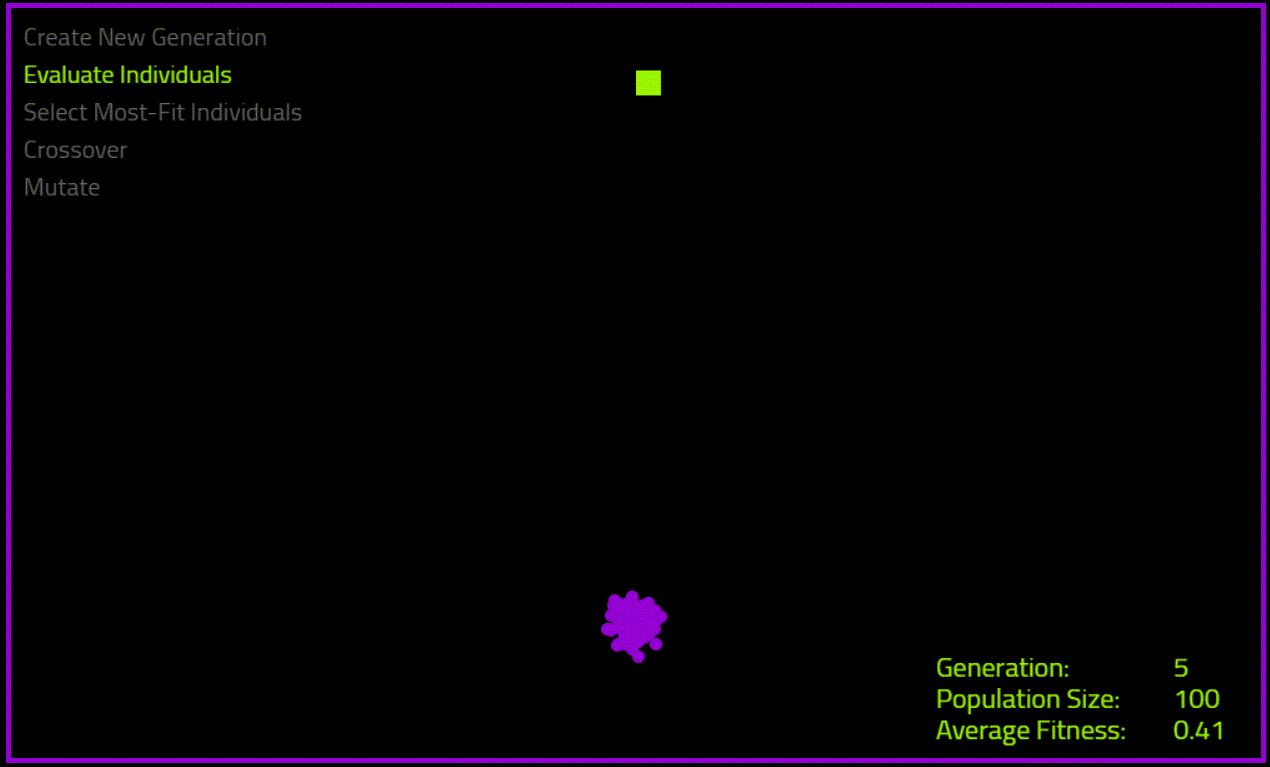 Create New Generation
Evaluate Individuals
Select Most-Fit Individuals
Crossover
Mutate
Generation: 5
Population Size: 100
Average Fitness: 0.41